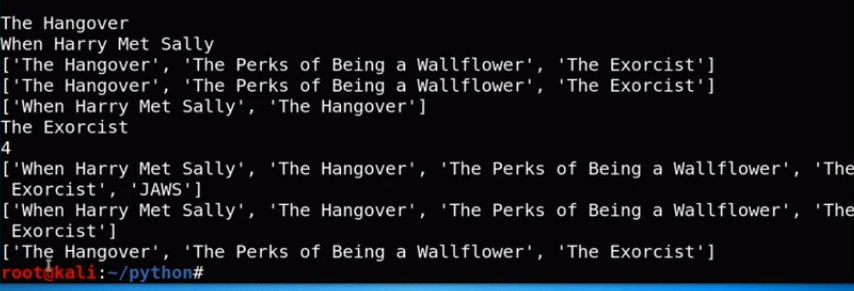 The Hangover
When Harry Met Sally
['The Hangover', 'The Perks of Being a Wallflower', 'The Exorcist']
['The Hangover', 'The Perks of Being a Wallflower', 'The Exorcist']
['When Harry Met Sally', 'The Hangover']
The Exorcist
4
['When Harry Met Sally', 'The Hangover', 'The Perks of Being a Wallflower', 'The
 Exorcist', 'JAWS']
['When Harry Met Sally', 'The Hangover', 'The Perks of Being a Wallflower', 'The
 Exorcist']
['The Hangover', 'The Perks of Being a Wallflower', 'The Exorcist']
root@kali:~/python#